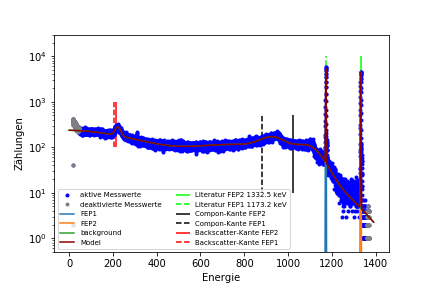 Zählungen
10⁴
10³
10²
10¹
10⁰
aktive Messwerte
deaktivierte Messwerte
FEP1
FEP2
background
Model
Literatur FEP2 1332.5 keV
Literatur FEP1 1173.2 keV
Compon-Kante FEP2
Compon-Kante FEP1
Backscatter-Kante FEP2
Backscatter-Kante FEP1
0 200 400 600 800 1000 1200 1400
Energie